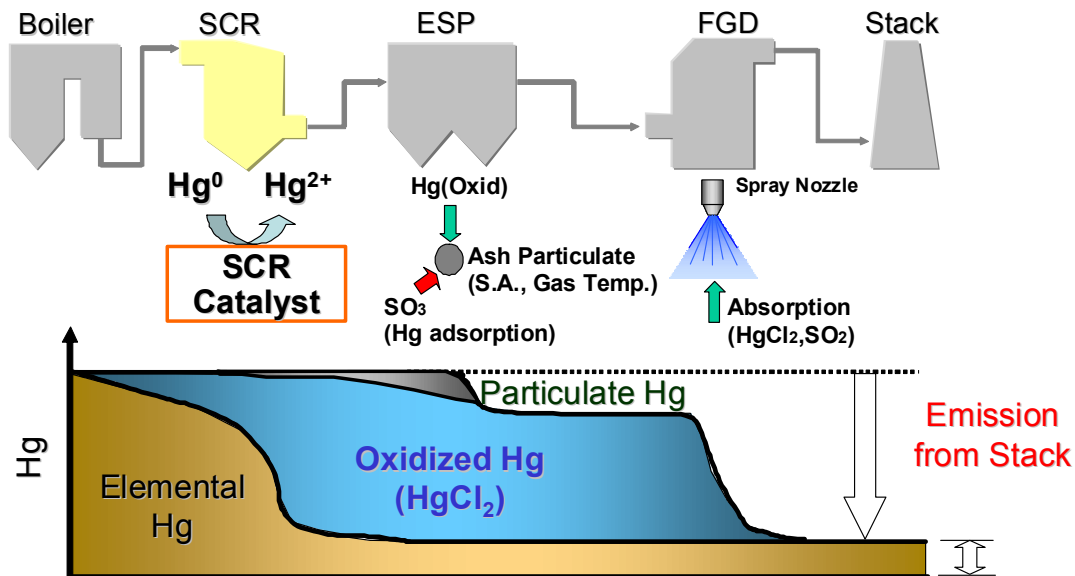 Boiler
SCR
ESP
FGD
Stack
Hg⁰
Hg²⁺
SCR
Catalyst
Hg(Oxid)
Ash Particulate
(S.A., Gas Temp.)
SO₃
(Hg adsorption)
Spray Nozzle
Absorption
(HgCl₂,SO₂)
Hg
Elemental
Hg
Oxidized Hg
(HgCl₂)
Particulate Hg
Emission
from Stack